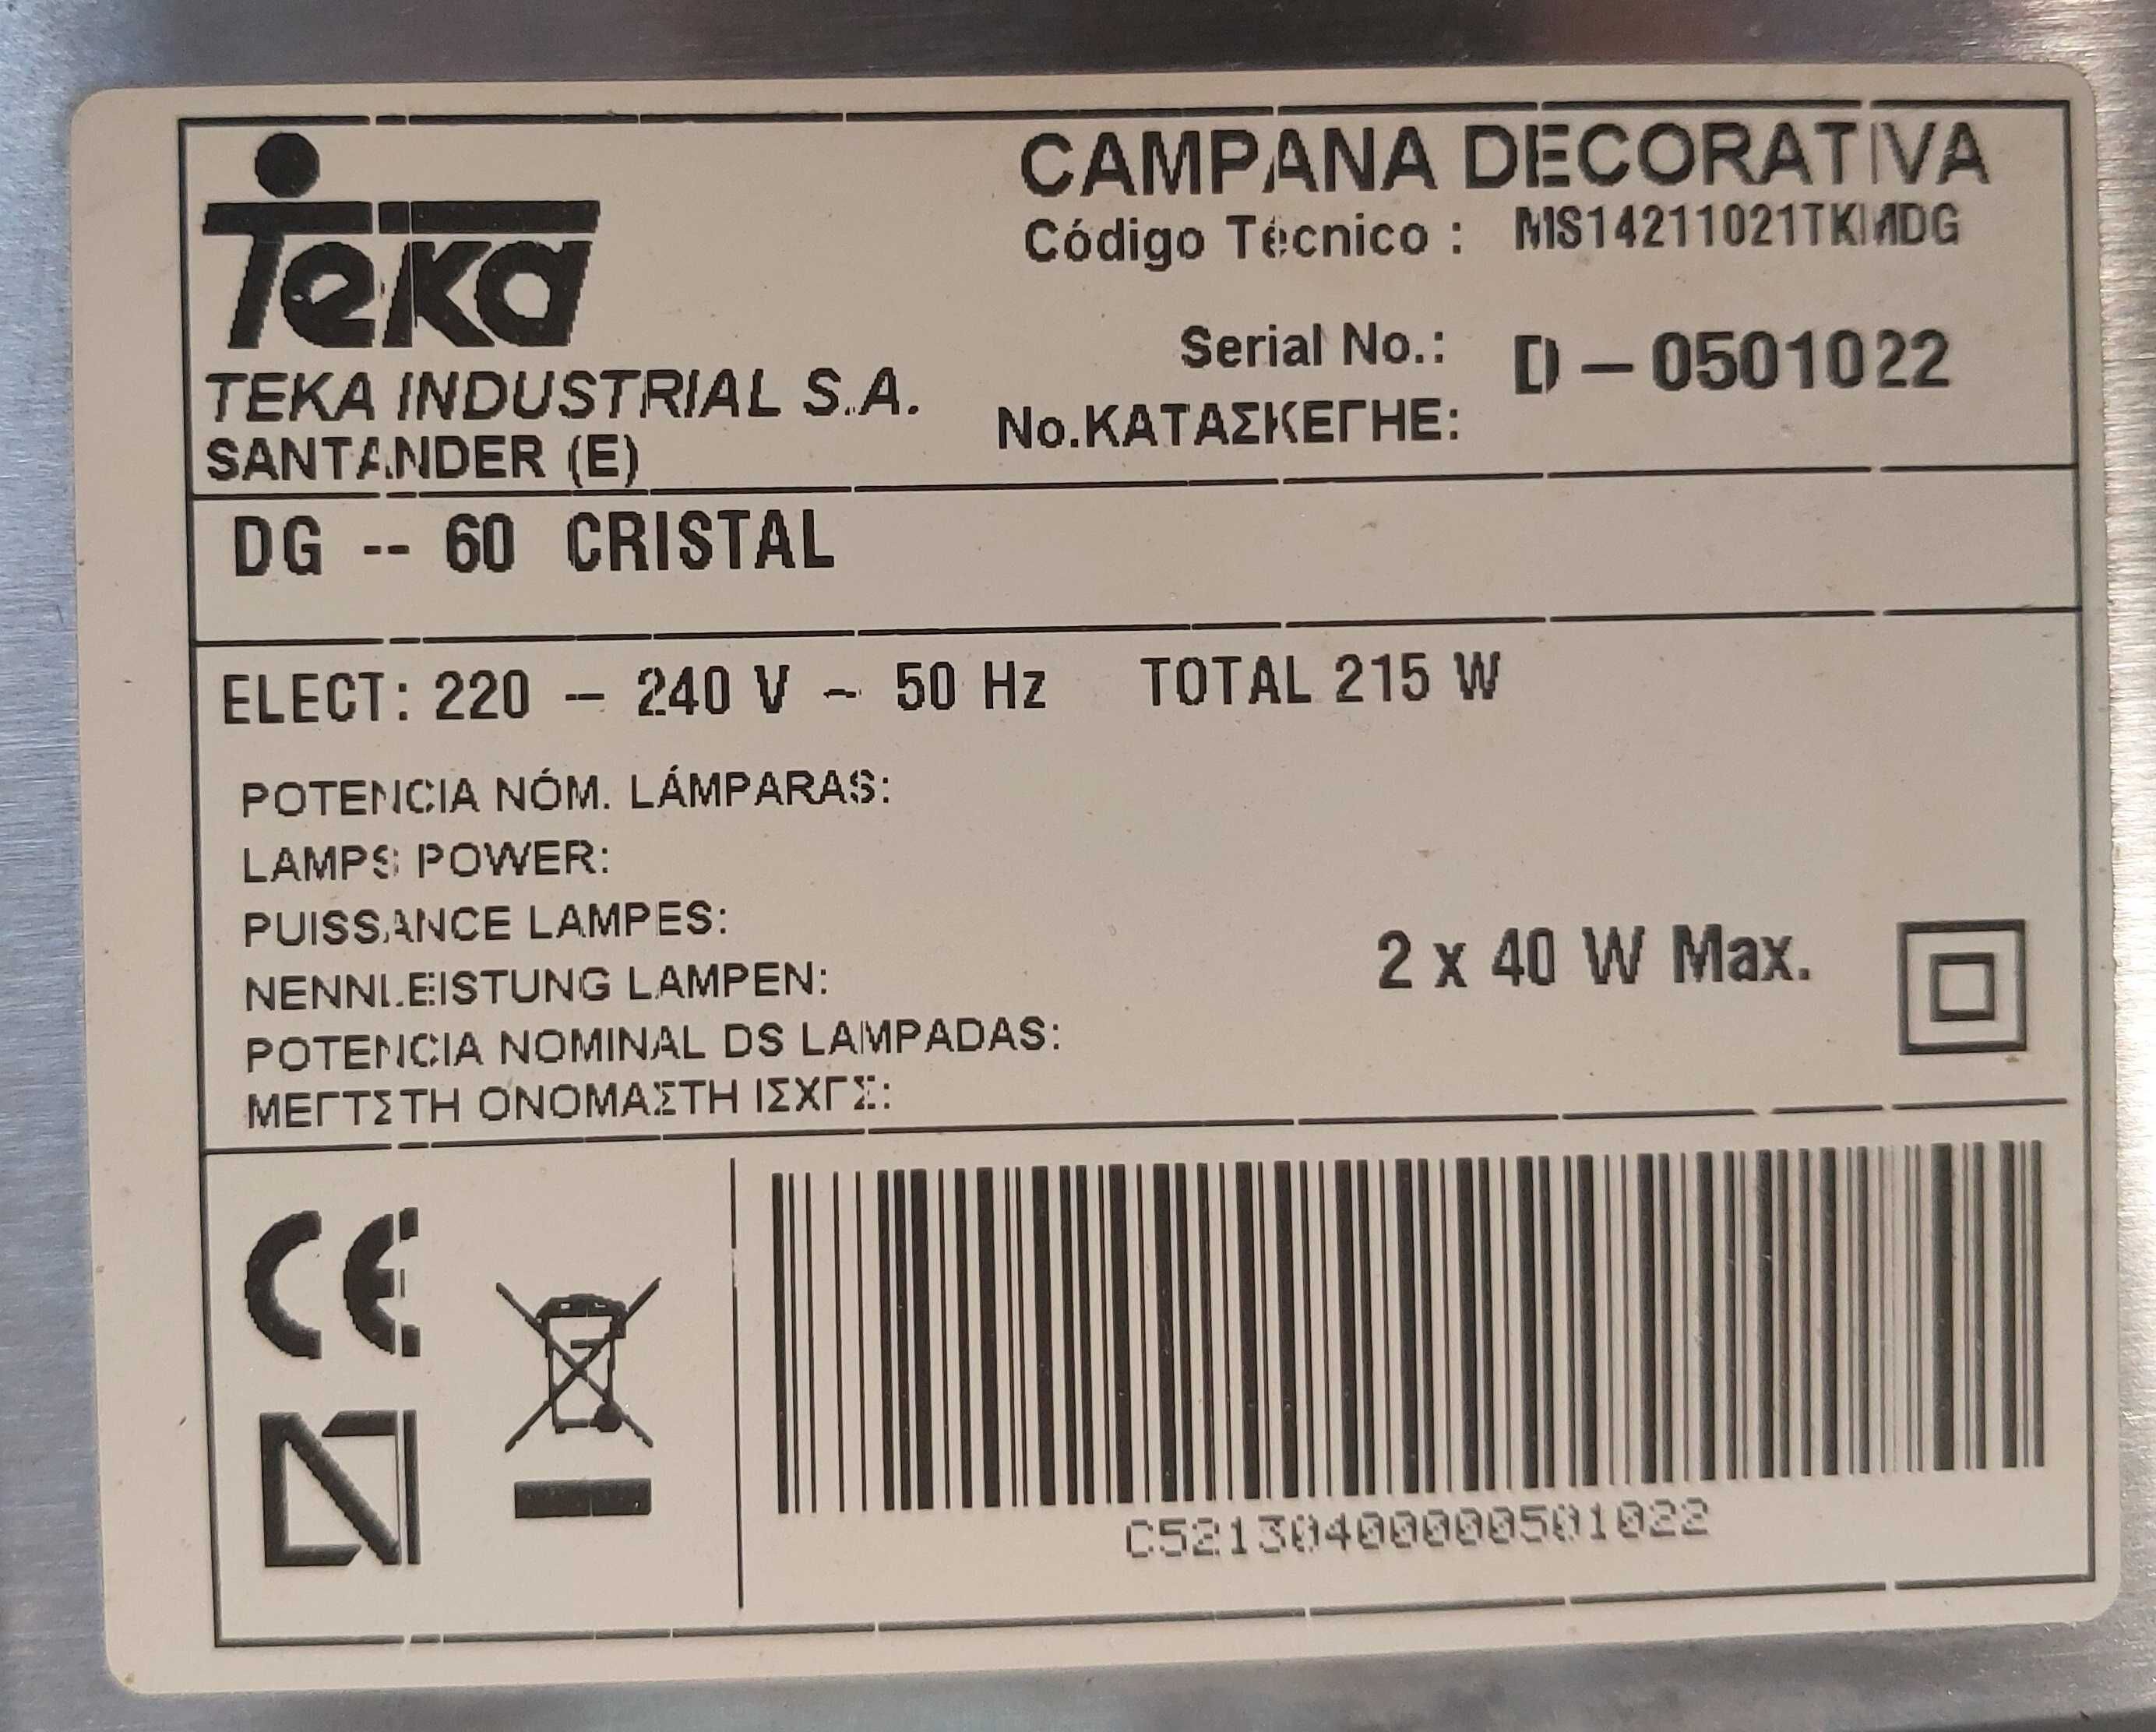 Teka
TEKA INDUSTRIAL S.A.
SANTANDER (E)
CAMPANA DECORATIVA
Código Técnico : MS14211021TKMDG
Serial No.: D - 0501022
No.ΚΑΤΑΣΚΕΓΗΕ:
DG -- 60 CRISTAL
ELECT: 220 - 240 V ~ 50 Hz TOTAL 215 W
POTENCIA NÓM. LÁMPARAS:
LAMPS POWER:
PUISSANCE LAMPES:
NENNLEISTUNG LAMPEN:
POTENCIA NOMINAL DS LAMPADAS:
ΜΕΓΤΣΤΗ ΟΝΟΜΑΣΤΗ ΙΣΧΓΣ:
2 x 40 W Max.
CE
C52130400000501022